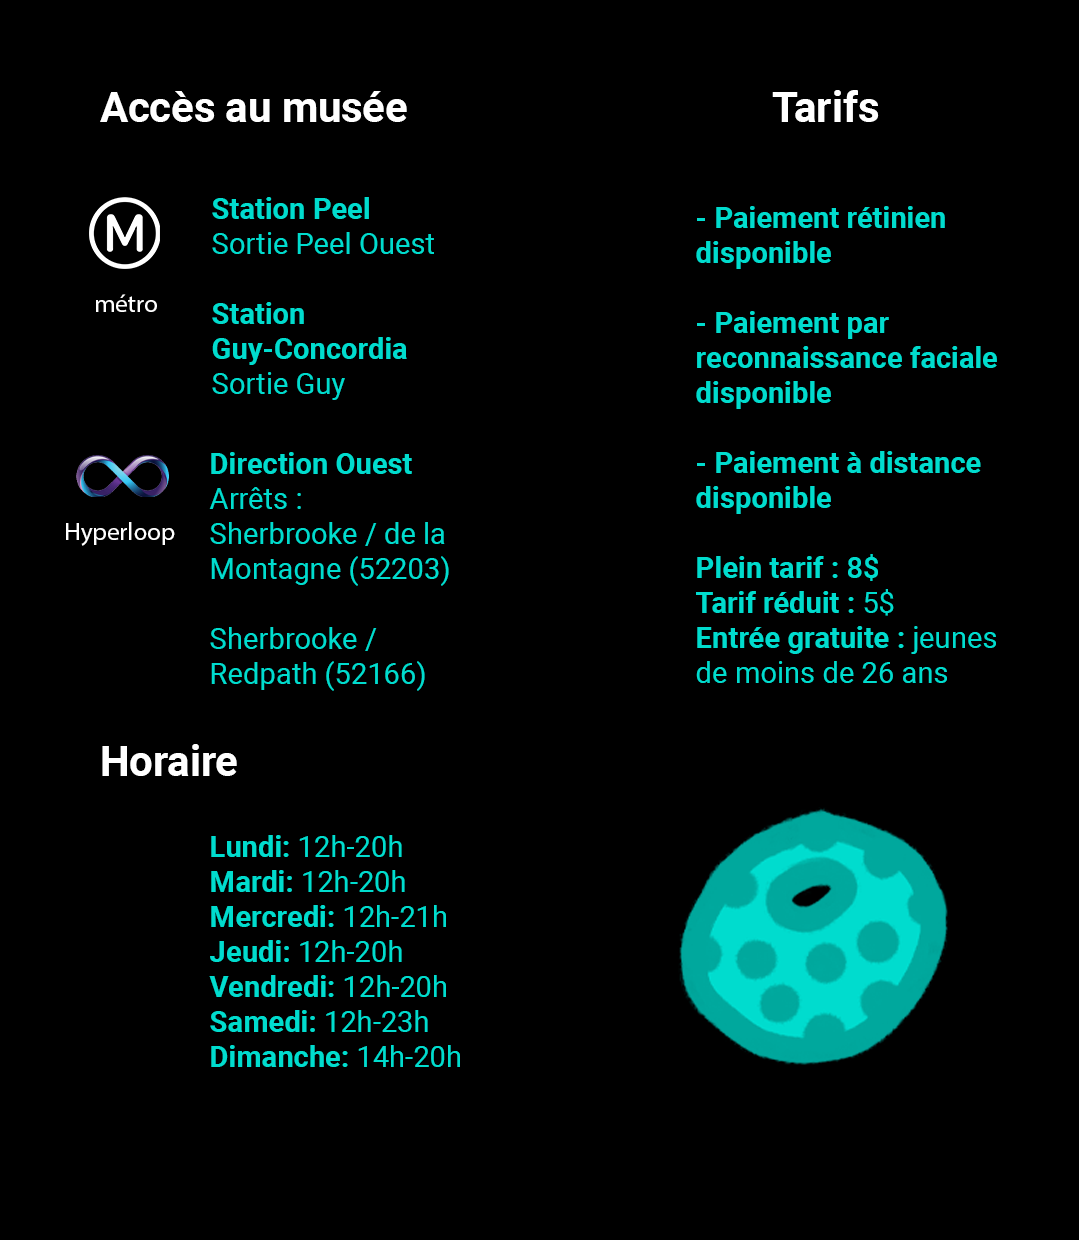 Accès au musée
M
métro
Station Peel
Sortie Peel Ouest
Station
Guy-Concordia
Sortie Guy
Hyperloop
Direction Ouest
Arrêts :
Sherbrooke / de la
Montagne (52203)
Sherbrooke /
Redpath (52166)
Tarifs
- Paiement rétinien
disponible
- Paiement par
reconnaissance faciale
disponible
- Paiement à distance
disponible
Plein tarif : 8$
Tarif réduit : 5$
Entrée gratuite : jeunes
de moins de 26 ans
Horaire
Lundi: 12h-20h
Mardi: 12h-20h
Mercredi: 12h-21h
Jeudi: 12h-20h
Vendredi: 12h-20h
Samedi: 12h-23h
Dimanche: 14h-20h